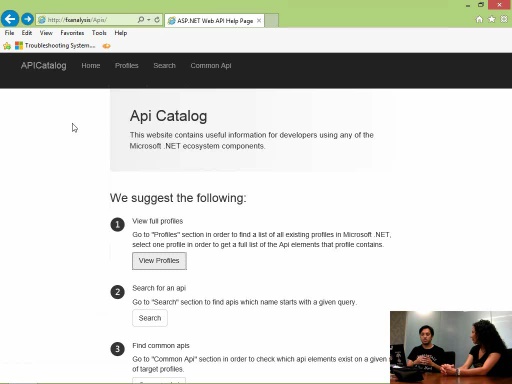 http://fxanalysis/Apis/
ASP.NET Web API Help Page
File Edit View Favorites Tools Help
Troubleshooting System...
APICatalog Home Profiles Search Common Api
Api Catalog
This website contains useful information for developers using any of the
Microsoft .NET ecosystem components.
We suggest the following:
1 View full profiles
Go to "Profiles" section in order to find a list of all existing profiles in Microsoft .NET,
select one profile in order to get a full list of the Api elements that profile contains.
View Profiles
2 Search for an api
Go to "Search" section to find apis which name starts with a given query.
Search
3 Find common apis
Go to "Common Api" section in order to check which api elements exist on a given
of target profiles.